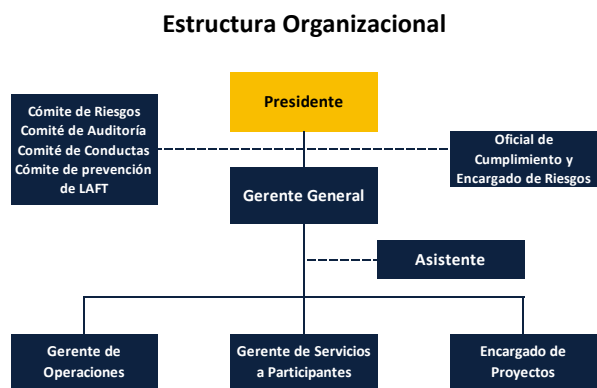 Estructura Organizacional
Presidente
Cómite de Riesgos
Comité de Auditoría
Comité de Conductas
Cómite de prevención
de LAFT
Oficial de
Cumplimiento y
Encargado de Riesgos
Gerente General
Asistente
Gerente de
Operaciones
Gerente de Servicios
a Participantes
Encargado de
Proyectos